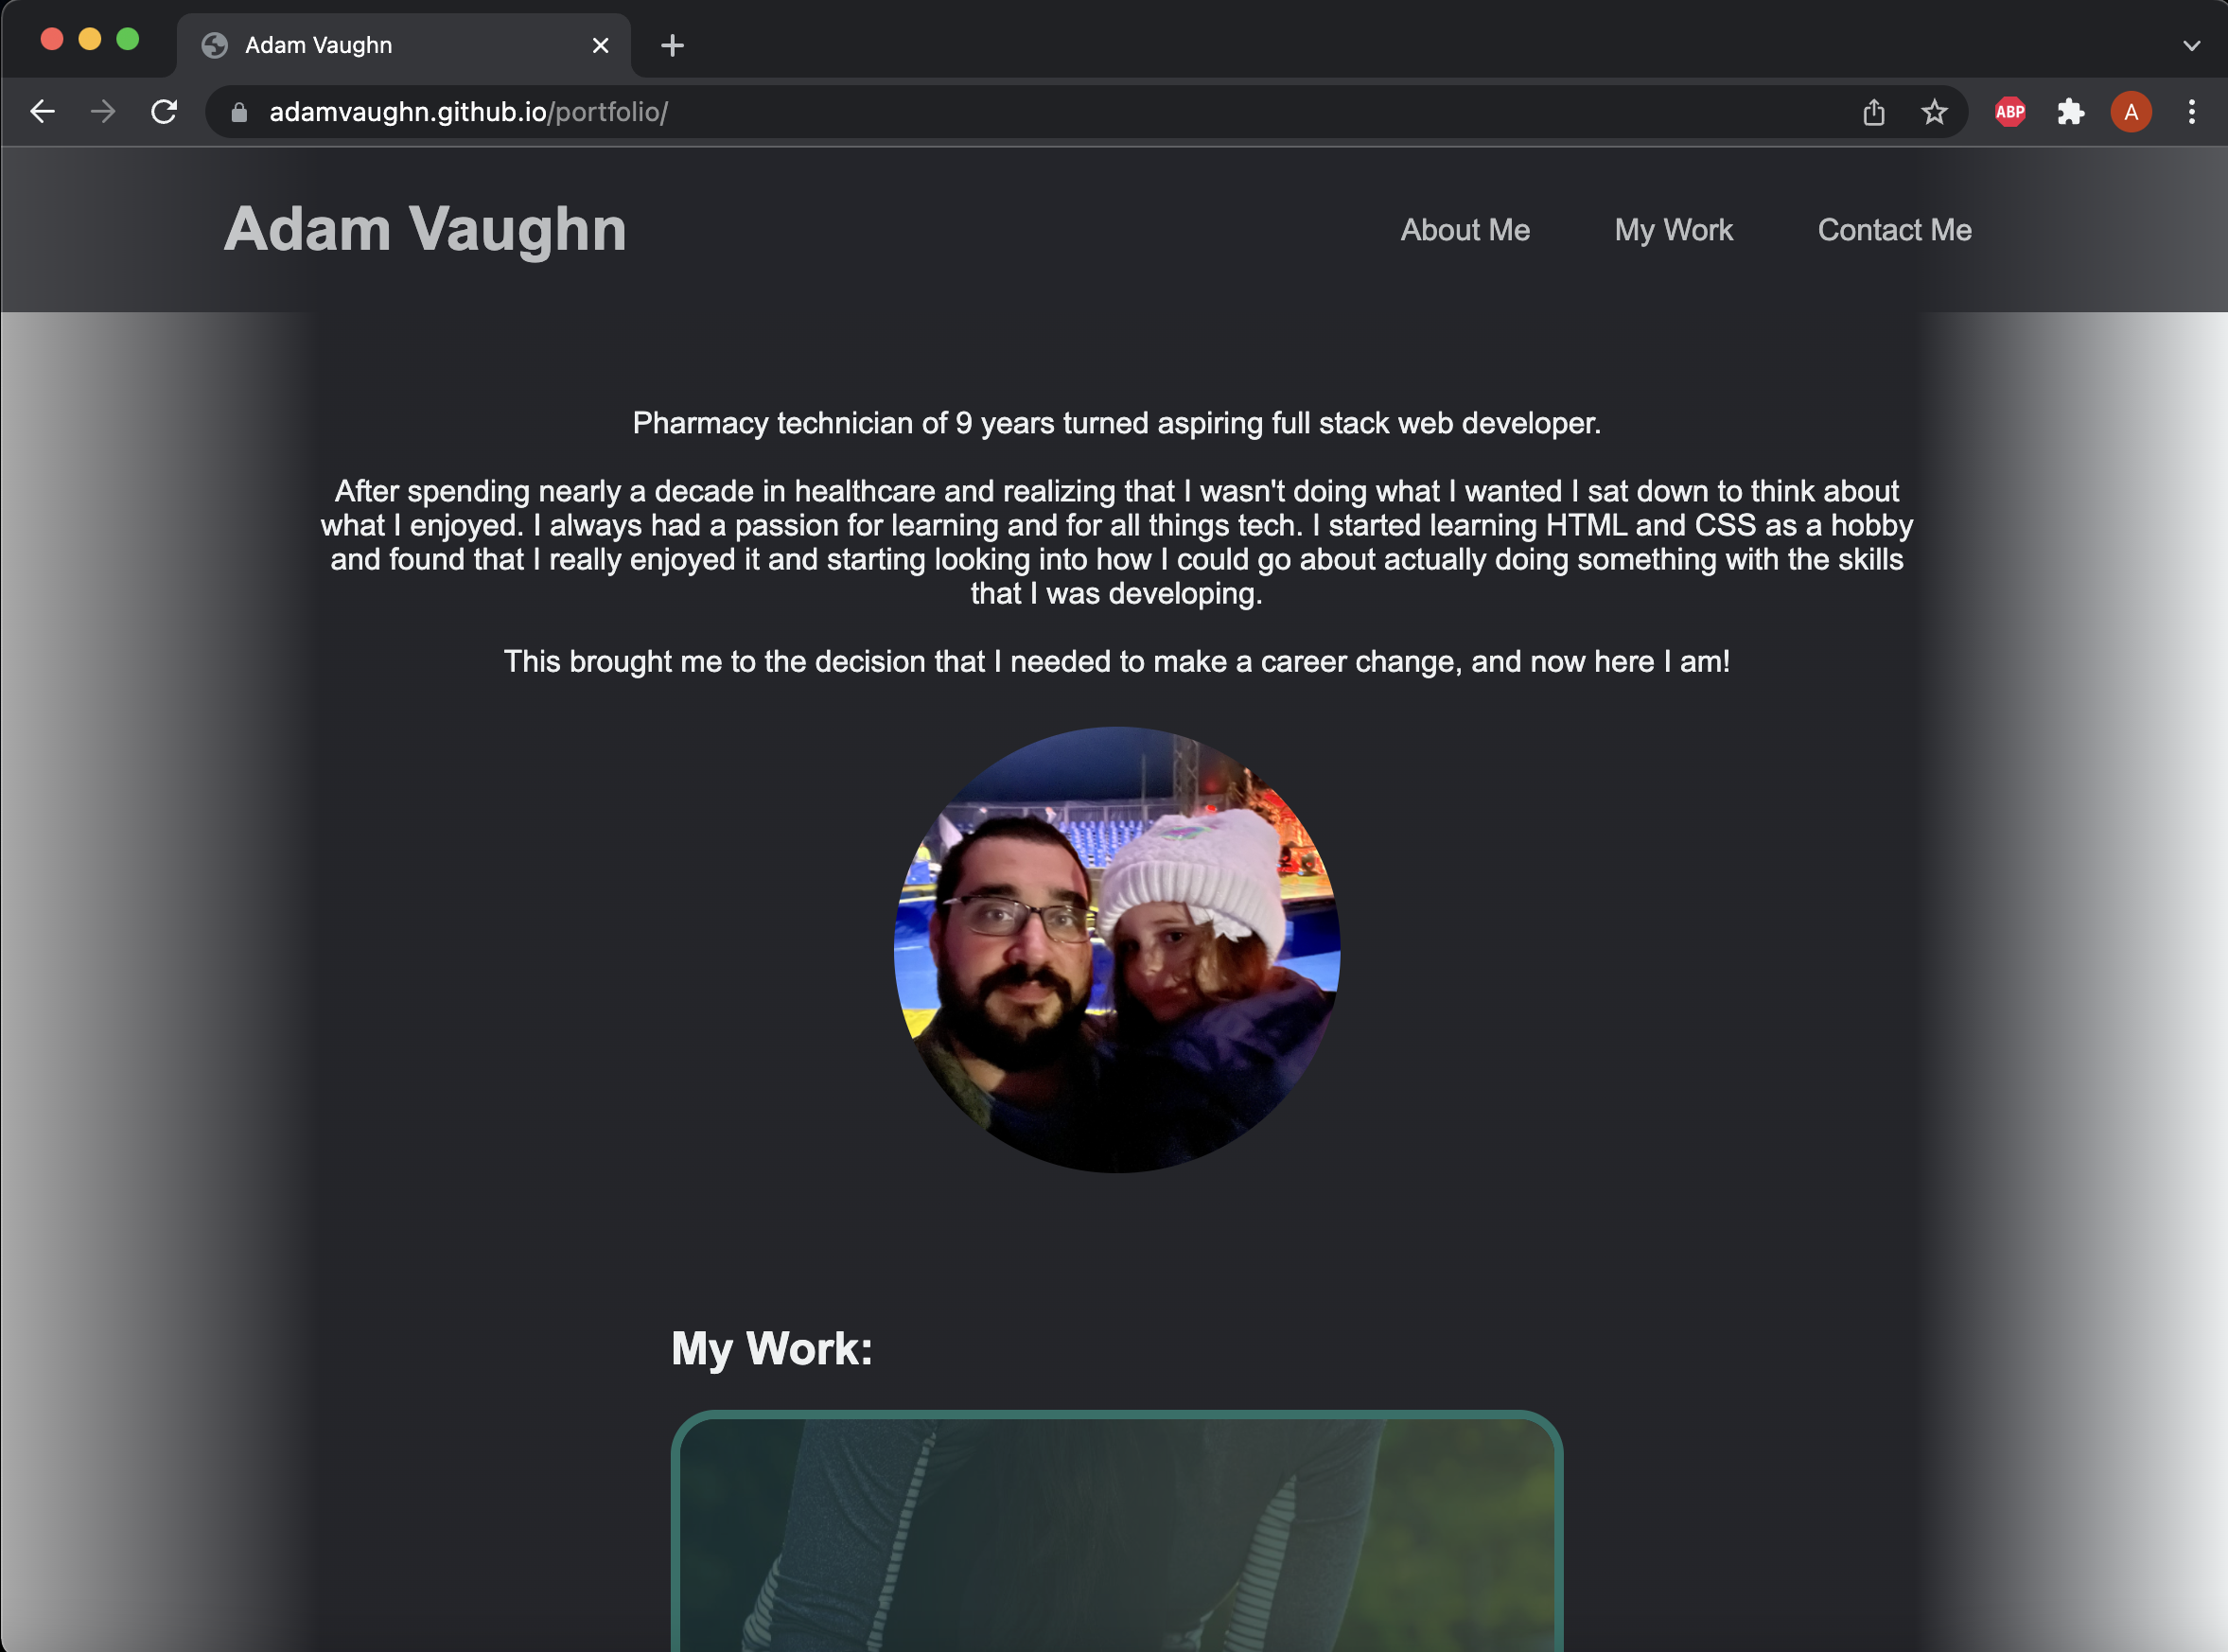 Adam Vaughn
adamvaughn.github.io/portfolio/
ABP
A
Adam Vaughn
About Me
My Work
Contact Me
Pharmacy technician of 9 years turned aspiring full stack web developer.
After spending nearly a decade in healthcare and realizing that I wasn't doing what I wanted I sat down to think about
what I enjoyed. I always had a passion for learning and for all things tech. I started learning HTML and CSS as a hobby
and found that I really enjoyed it and starting looking into how I could go about actually doing something with the skills
that I was developing.
This brought me to the decision that I needed to make a career change, and now here I am!
My Work: